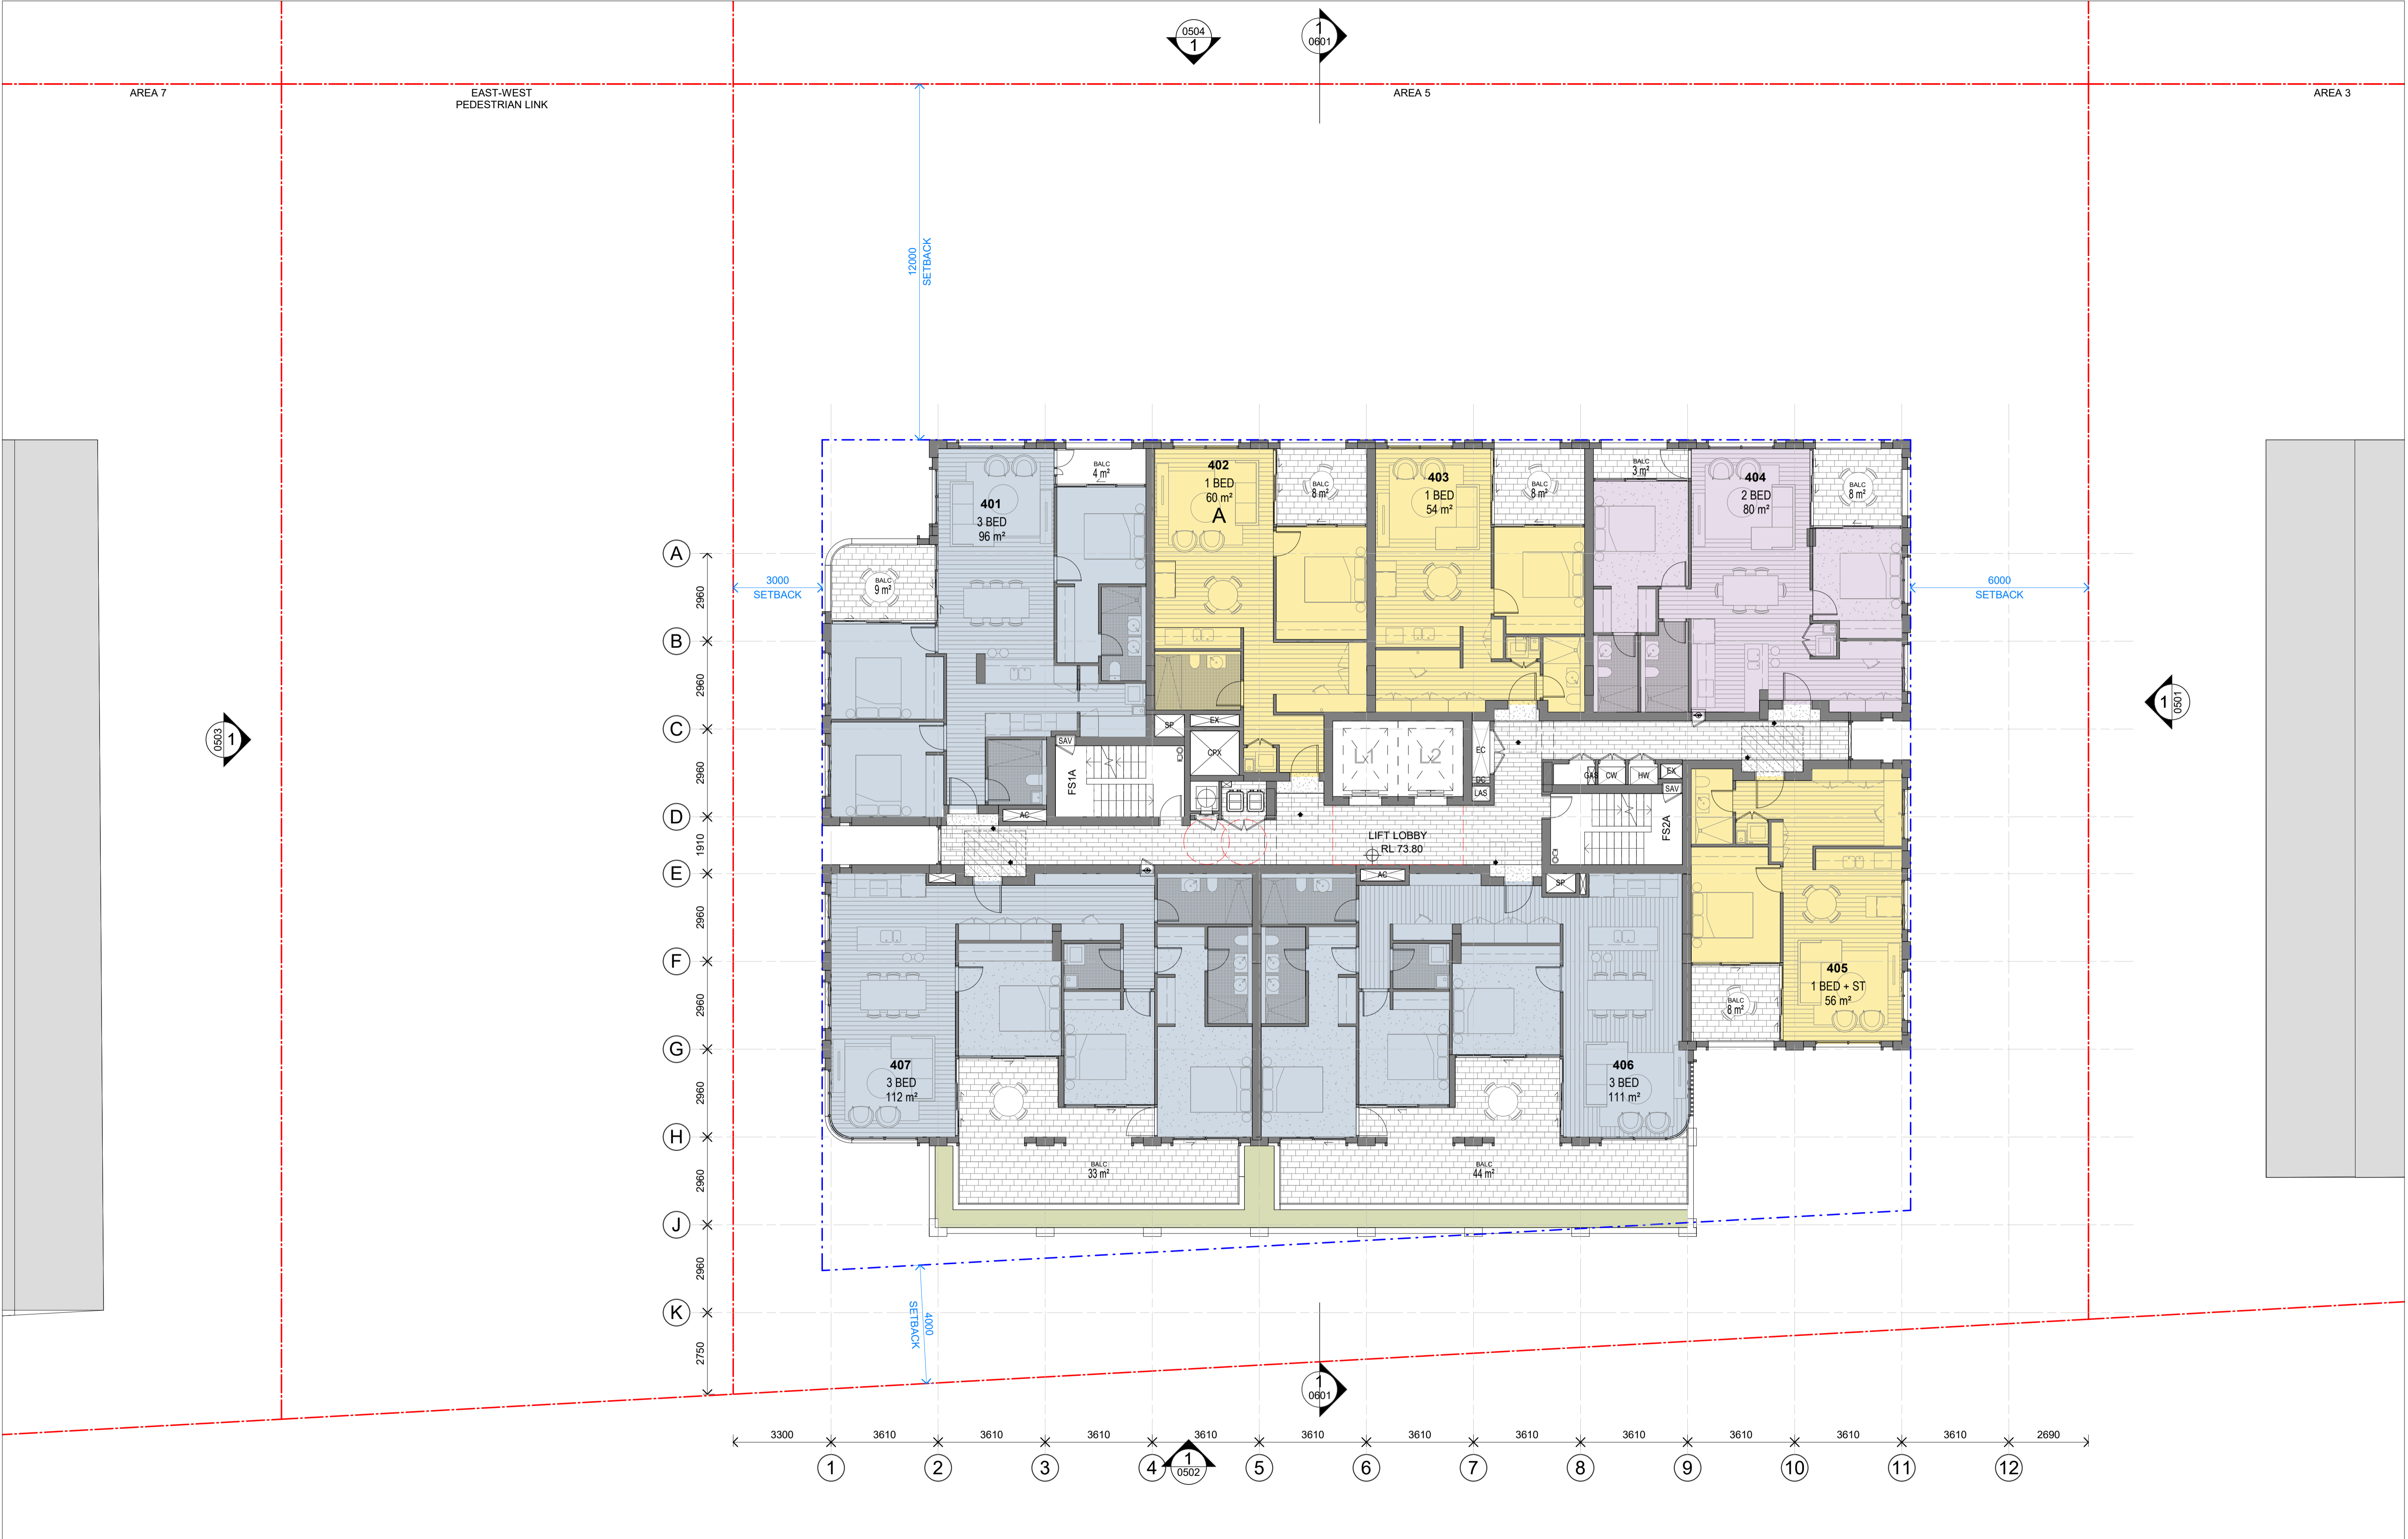 0504
1
1
0601
AREA 7
EAST-WEST
PEDESTRIAN LINK
AREA 5
AREA 3
12000
SETBACK
401
3 BED
96 m²
BALC
4 m²
402
1 BED
60 m²
A
BALC
8 m²
403
1 BED
54 m²
BALC
8 m²
BALC
3 m²
404
2 BED
80 m²
BALC
8 m²
A
3000
SETBACK
BALC
9 m²
6000
SETBACK
2960
B
2960
0503
1
1
0501
C
SP
EX
CPX
SAV
FS1A
L1
L2
EC
DC
LAS
GAS
CW
HW
EX
SAV
FS2A
2960
D
AC
1910
LIFT LOBBY
RL 73.80
E
AC
SP
2960
F
405
1 BED + ST
56 m²
BALC
8 m²
2960
G
407
3 BED
112 m²
406
3 BED
111 m²
2960
H
BALC
33 m²
BALC
44 m²
2960
J
2960
K
4000
SETBACK
2750
1
0601
3300
3610
3610
3610
3610
3610
3610
3610
3610
3610
3610
3610
2690
1
2
3
4
1
0502
5
6
7
8
9
10
11
12